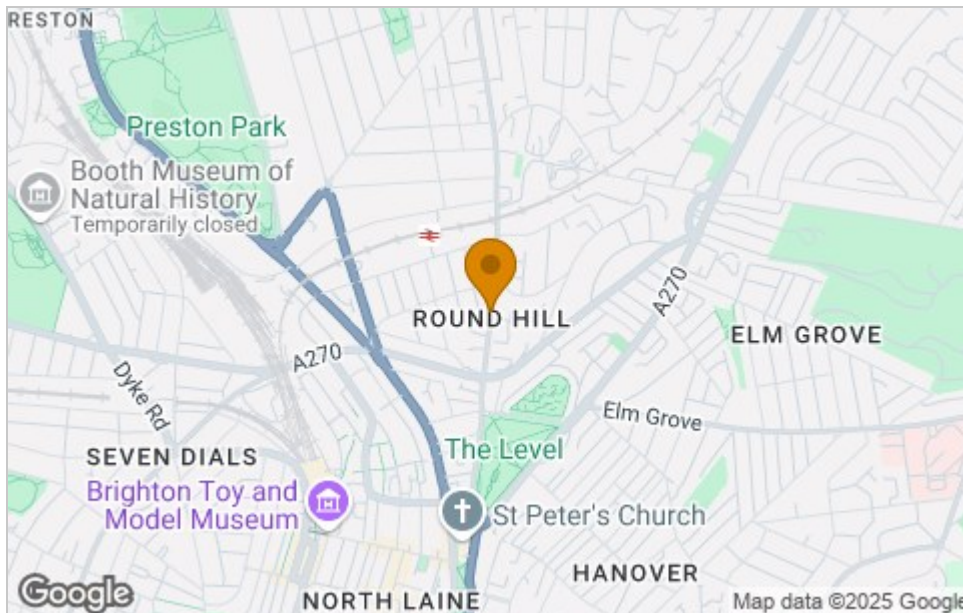 RESTON
Preston Park
Booth Museum of
Natural History
Temporarily closed
ROUND HILL
A270
A270
ELM GROVE
Dyke Rd
Elm Grove
SEVEN DIALS
The Level
Brighton Toy and
Model Museum
St Peter's Church
HANOVER
NORTH LAINE
Google
Map data ©2025 Google